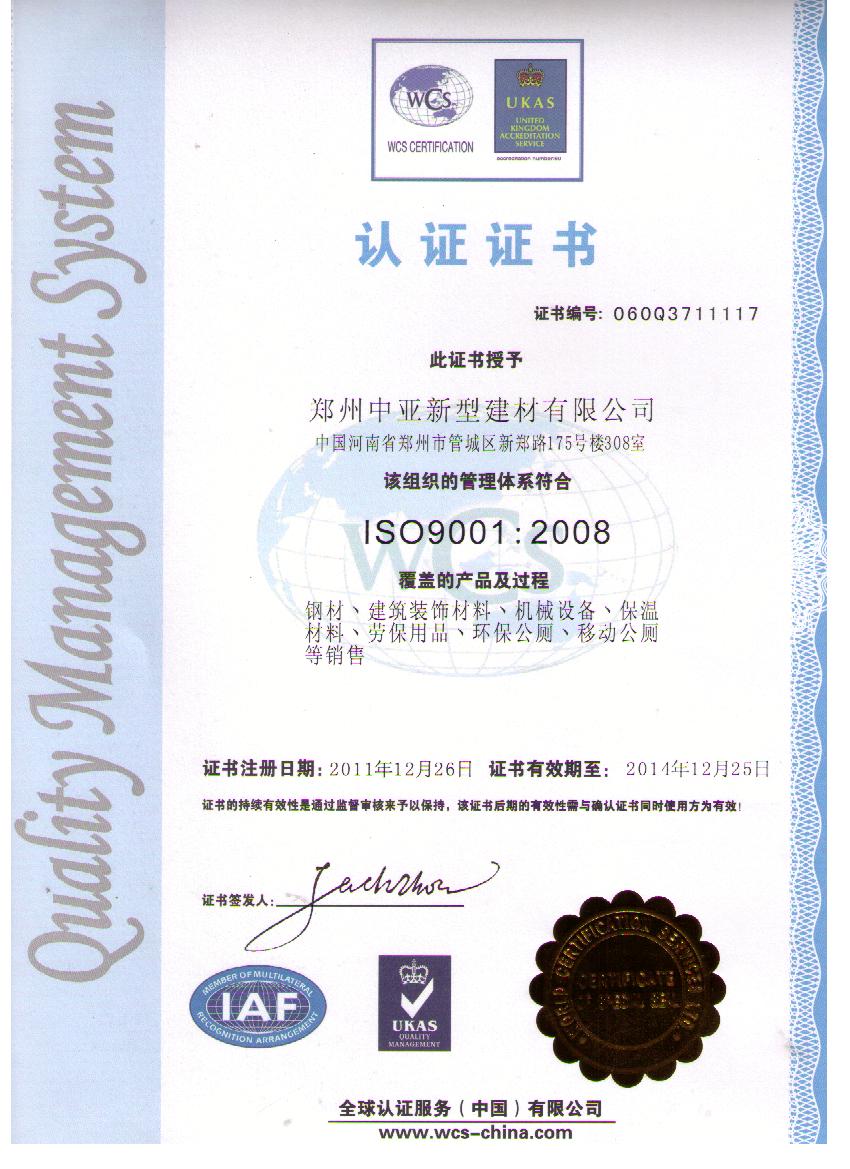 Quality Management System
WCS
WCS CERTIFICATION
UKAS
UNITED
KINGDOM
ACCREDITATION
SERVICE
认证证书
证书编号: 060Q3711117
此证书授予
郑州中亚新型建材有限公司
中国河南省郑州市管城区新郑路175号楼308室
该组织的管理体系符合
WCS
ISO9001:2008
覆盖的产品及过程
钢材、建筑装饰材料、机械设备、保温
材料、劳保用品、环保公厕、移动公厕
等销售
证书注册日期: 2011年12月26日 证书有效期至: 2014年12月25日
证书的持续有效性是通过监督审核来予以保持，该证书后期的有效性需与确认证书同时使用方为有效!
证书签发人:
MEMBER OF MULTILATERAL
IAF
RECOGNITION ARRANGEMENT
UKAS
QUALITY
MANAGEMENT
WORLD CERTIFICATION SERVICES LTD.
CERTIFICATE
全球认证服务（中国）有限公司
www.wcs-china.com